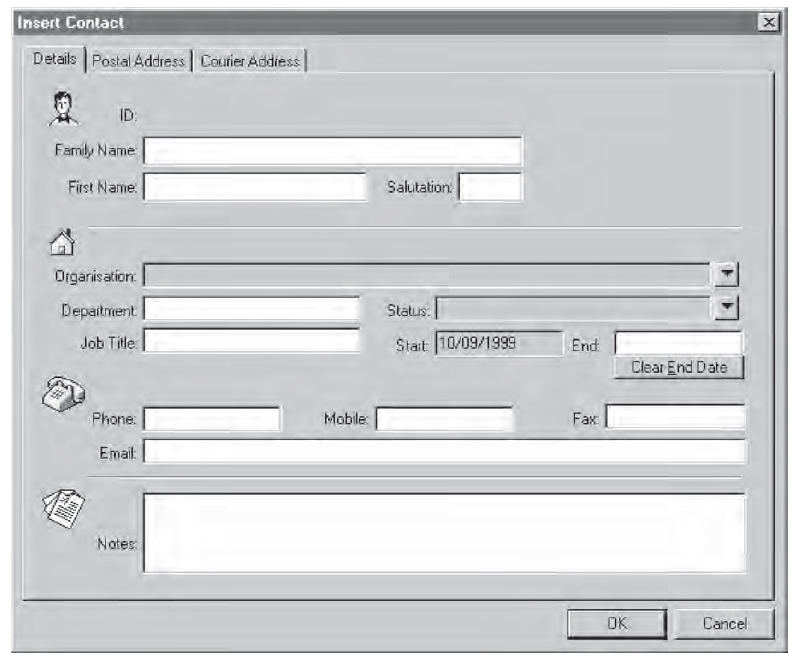 Insert Contact
Details Postal Address Courier Address
ID:
Family Name:
First Name: Salutation:
Organisation:
Department: Status:
Job Title: Start: 10/09/1999 End:
Clear End Date
Phone: Mobile: Fax:
Email:
Notes:
OK Cancel